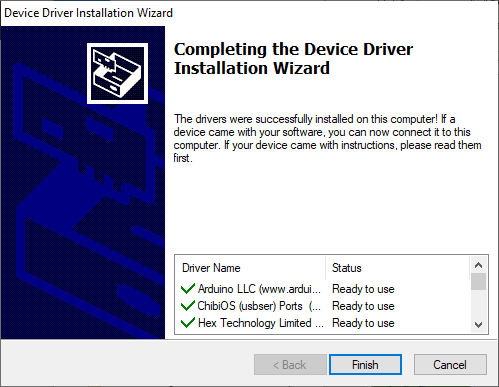 Device Driver Installation Wizard
Completing the Device Driver
Installation Wizard
The drivers were successfully installed on this computer! If a
device came with your software, you can now connect it to this
computer. If your device came with instructions, please read them
first.
Driver Name Status
Arduino LLC (www.ardui... Ready to use
ChibiOS (usbser) Ports (... Ready to use
Hex Technology Limited ... Ready to use
< Back Finish Cancel